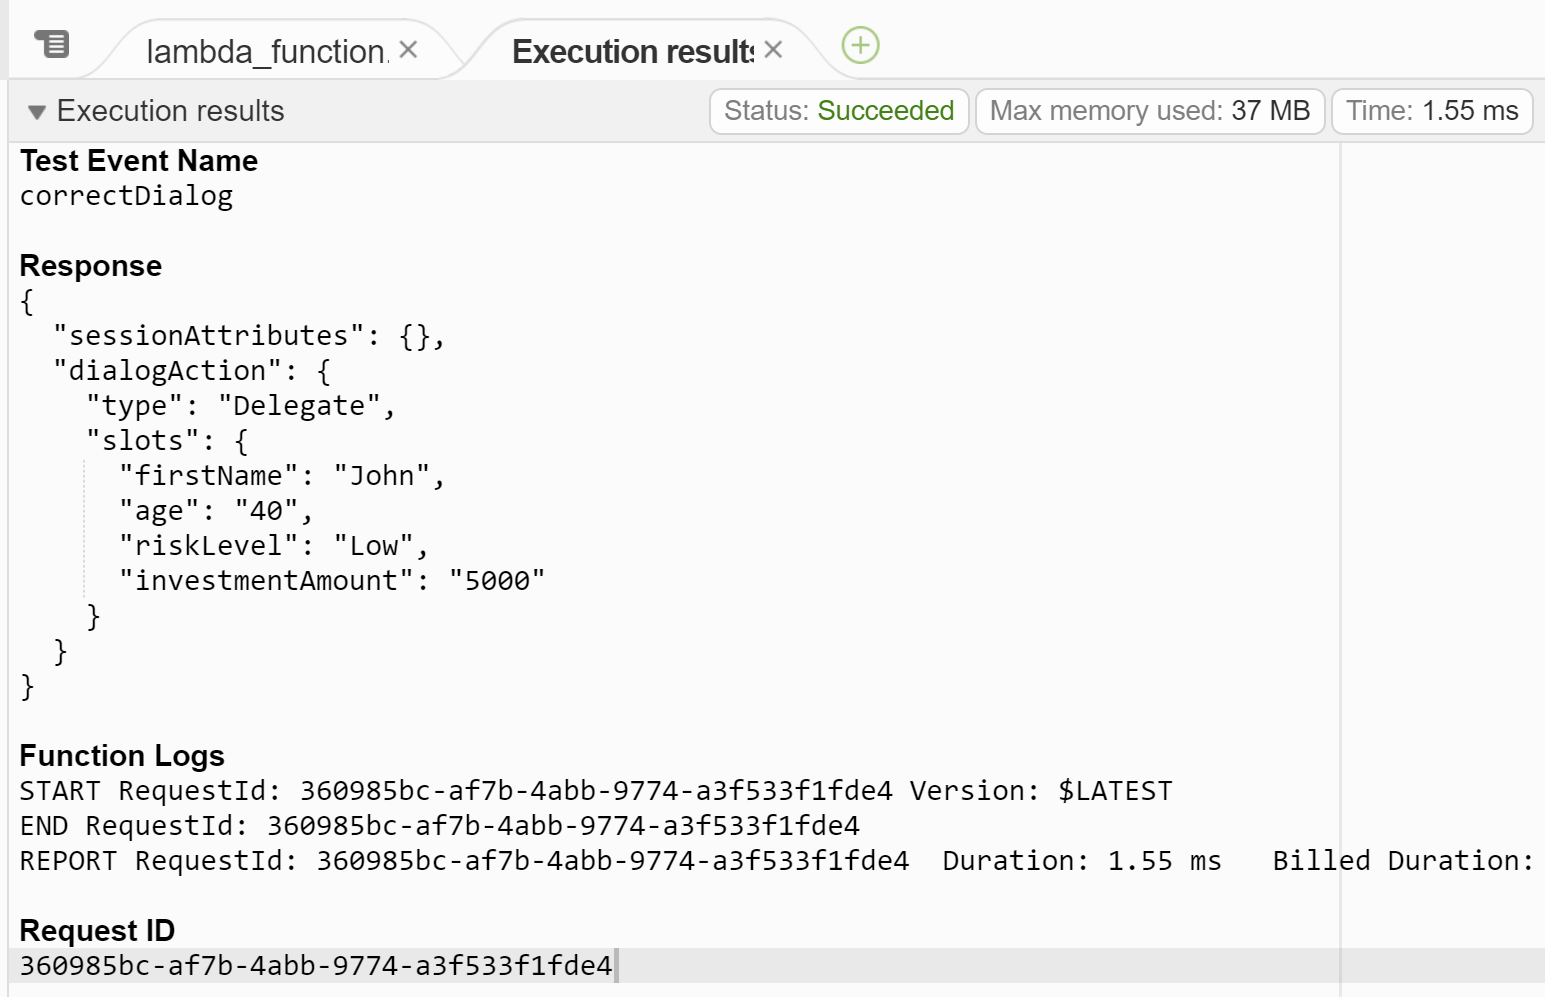 lambda_function. Execution results
Execution results Status: Succeeded Max memory used: 37 MB Time: 1.55 ms
Test Event Name
correctDialog
Response
{
  "sessionAttributes": {},
  "dialogAction": {
    "type": "Delegate",
    "slots": {
      "firstName": "John",
      "age": "40",
      "riskLevel": "Low",
      "investmentAmount": "5000"
    }
  }
}
Function Logs
START RequestId: 360985bc-af7b-4abb-9774-a3f533f1fde4 Version: $LATEST
END RequestId: 360985bc-af7b-4abb-9774-a3f533f1fde4
REPORT RequestId: 360985bc-af7b-4abb-9774-a3f533f1fde4  Duration: 1.55 ms   Billed Duration:
Request ID
360985bc-af7b-4abb-9774-a3f533f1fde4